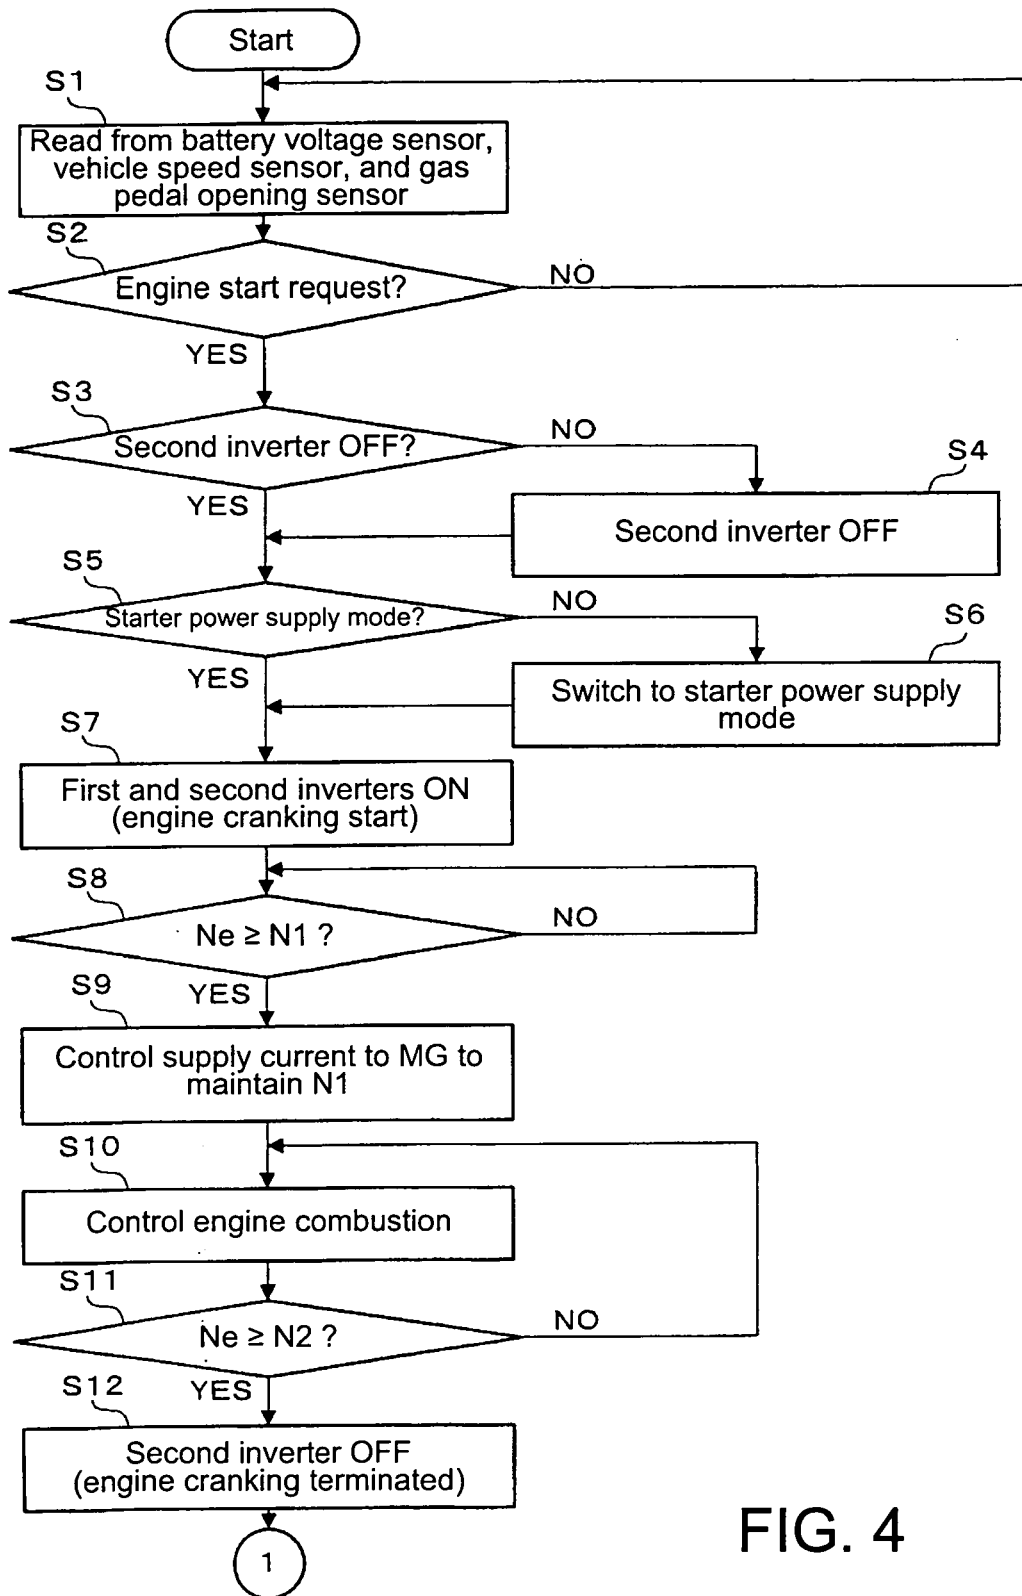 Start
S1
Read from battery voltage sensor,
vehicle speed sensor, and gas
pedal opening sensor
S2
Engine start request?
NO
YES
S3
Second inverter OFF?
NO
YES
S4
Second inverter OFF
S5
Starter power supply mode?
NO
YES
S6
Switch to starter power supply
mode
S7
First and second inverters ON
(engine cranking start)
S8
Ne ≥ N1 ?
NO
YES
S9
Control supply current to MG to
maintain N1
S10
Control engine combustion
S11
Ne ≥ N2 ?
NO
YES
S12
Second inverter OFF
(engine cranking terminated)
1
FIG. 4